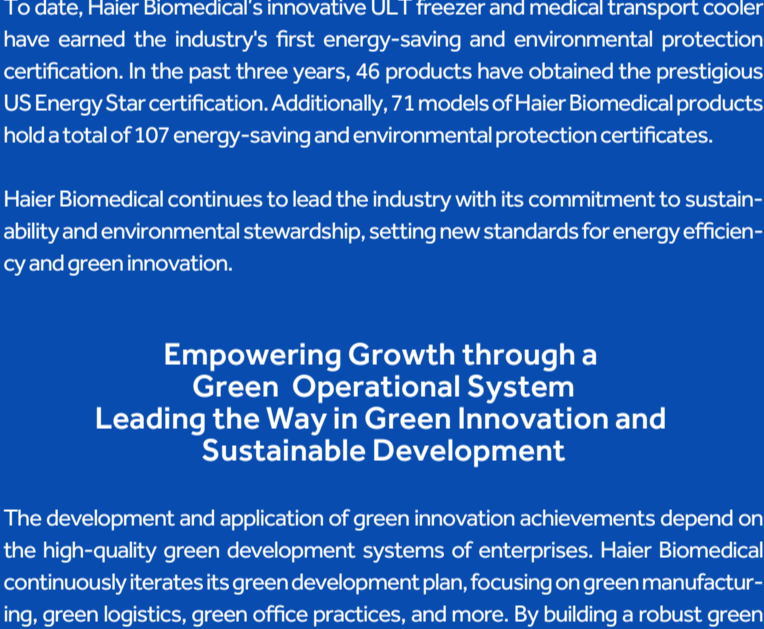 To date, Haier Biomedical's innovative ULT freezer and medical transport cooler
have earned the industry's first energy-saving and environmental protection
certification. In the past three years, 46 products have obtained the prestigious
US Energy Star certification. Additionally, 71 models of Haier Biomedical products
hold a total of 107 energy-saving and environmental protection certificates.
Haier Biomedical continues to lead the industry with its commitment to sustain-
ability and environmental stewardship, setting new standards for energy efficien-
cy and green innovation.
Empowering Growth through a
Green Operational System
Leading the Way in Green Innovation and
Sustainable Development
The development and application of green innovation achievements depend on
the high-quality green development systems of enterprises. Haier Biomedical
continuously iterates its green development plan, focusing on green manufactur-
ing, green logistics, green office practices, and more. By building a robust green